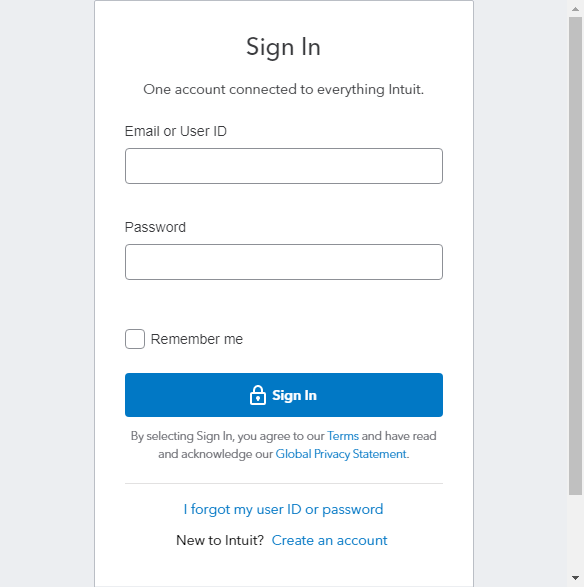 Sign In
One account connected to everything Intuit.
Email or User ID
Password
Remember me
Sign In
By selecting Sign In, you agree to our Terms and have read
and acknowledge our Global Privacy Statement.
I forgot my user ID or password
New to Intuit? Create an account